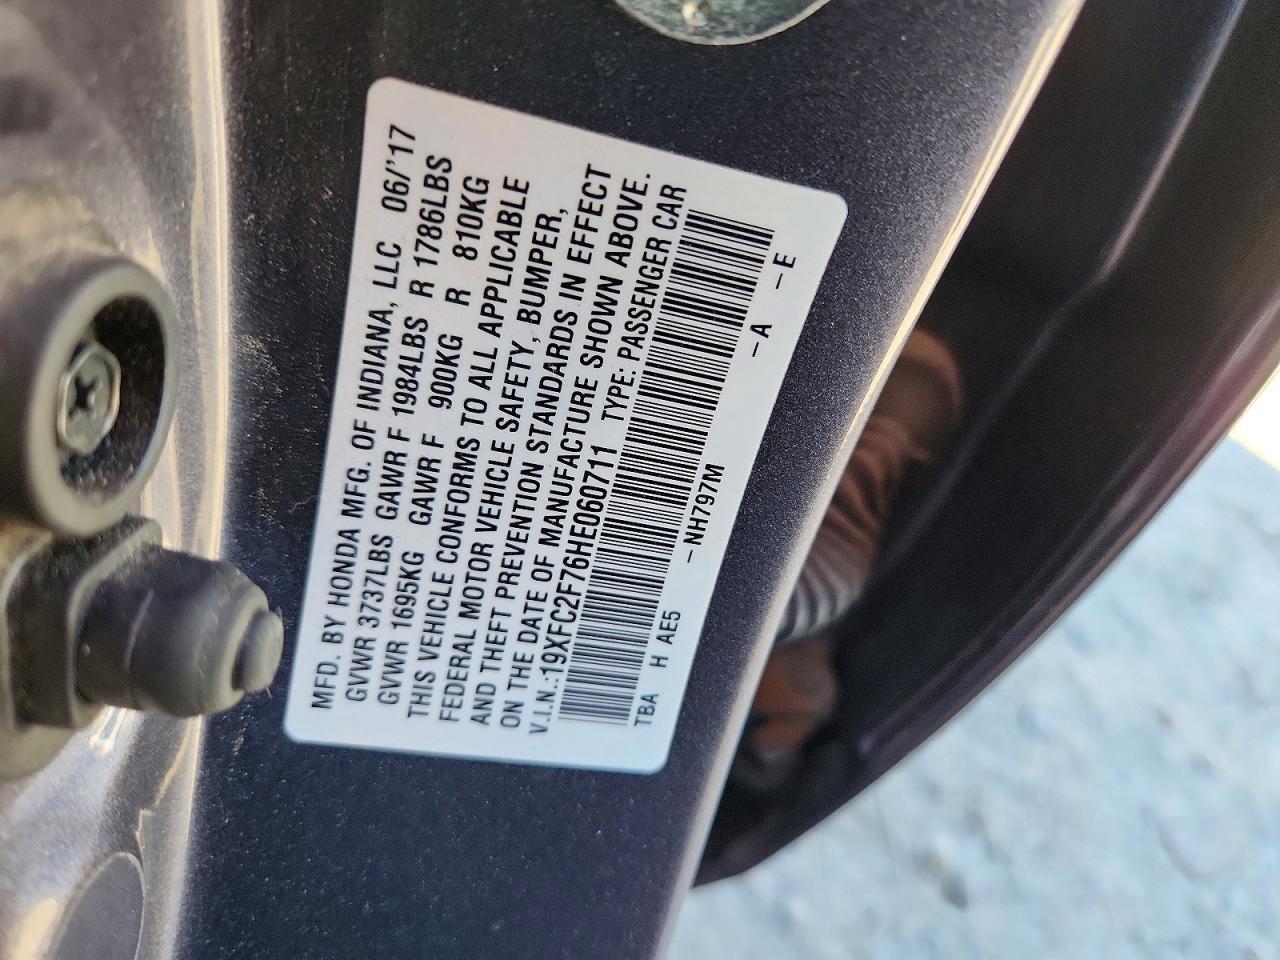 MFD. BY HONDA MFG. OF INDIANA, LLC 06/'17
GVWR 3737LBS GAWR F 1984LBS R 1786LBS
GVWR 1695KG GAWR F 900KG R 810KG
THIS VEHICLE CONFORMS TO ALL APPLICABLE
FEDERAL MOTOR VEHICLE SAFETY, BUMPER,
AND THEFT PREVENTION STANDARDS IN EFFECT
ON THE DATE OF MANUFACTURE SHOWN ABOVE.
V.I.N.:19XFC2F76HE060711 TYPE: PASSENGER CAR
TBA H AE5 -NH797M -A -E